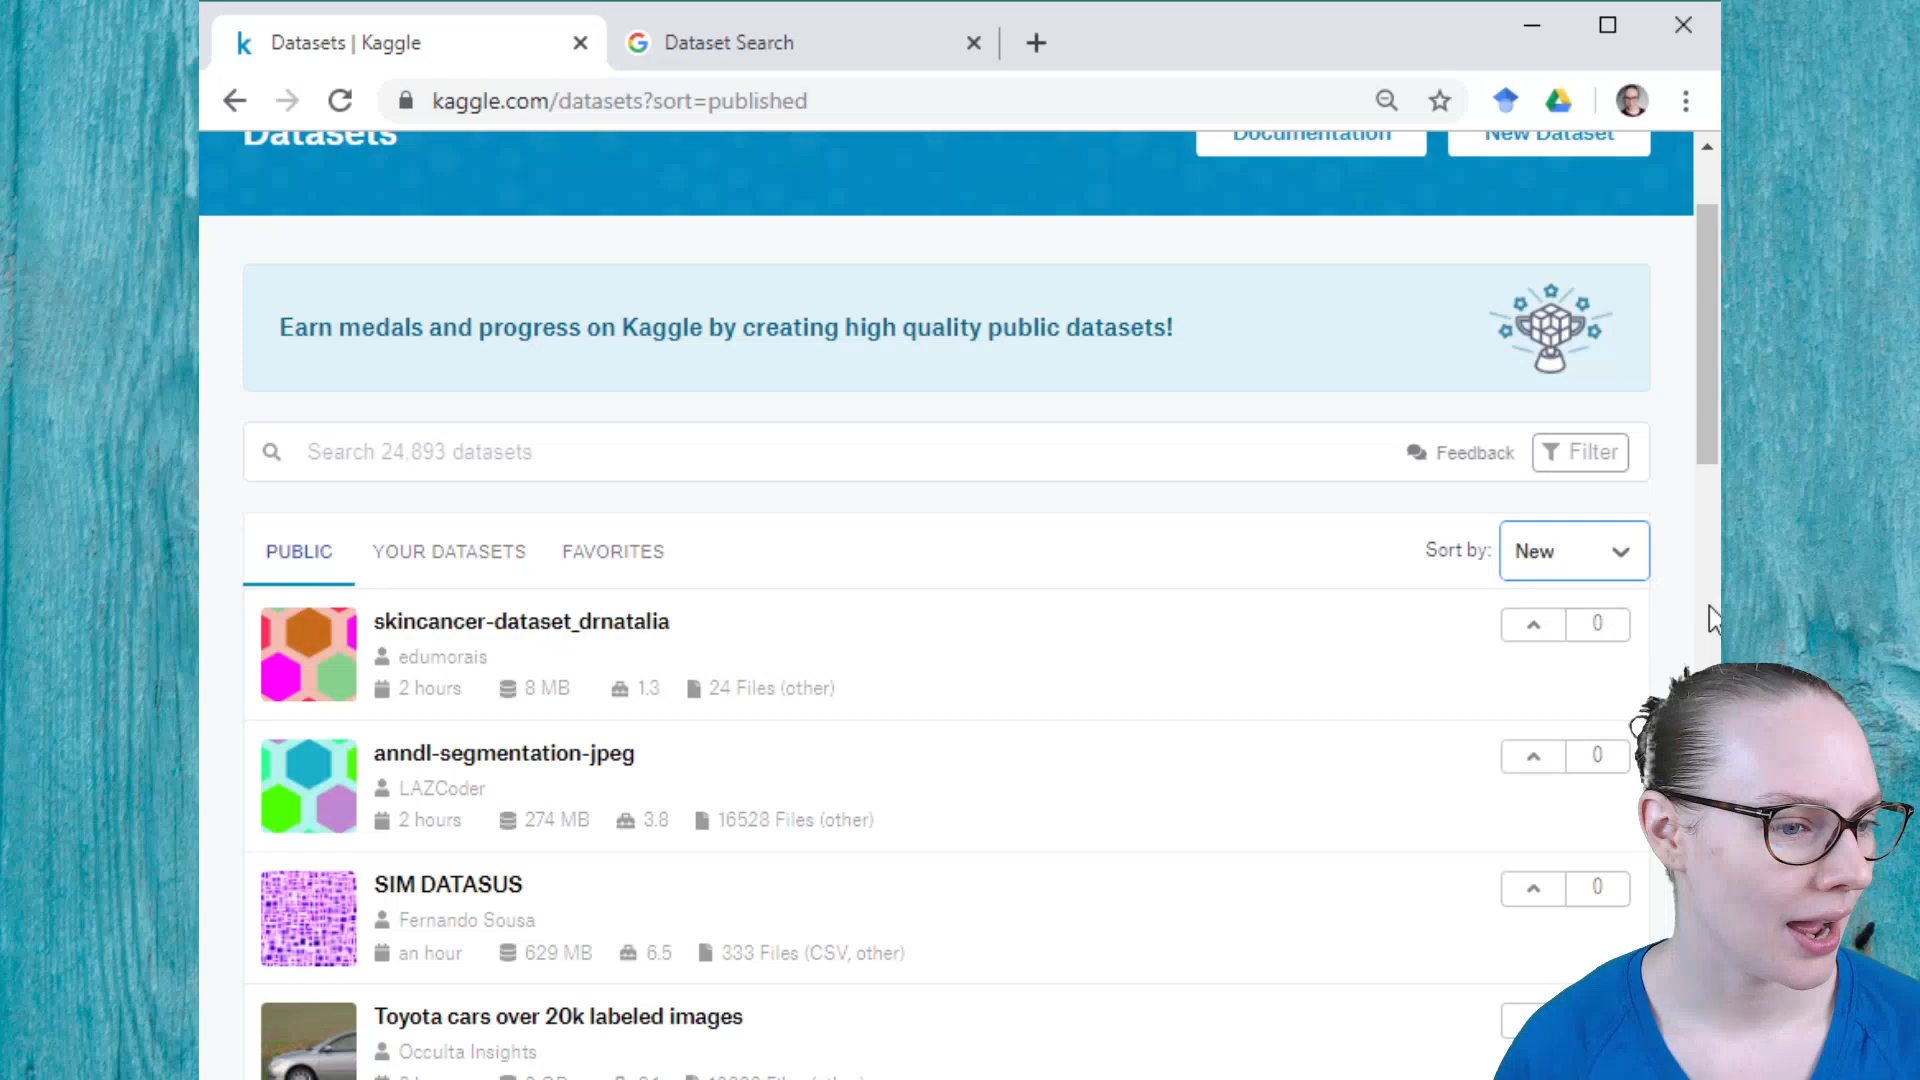 Datasets | Kaggle
Dataset Search
kaggle.com/datasets?sort=published
Datasets
Documentation
New Dataset
Earn medals and progress on Kaggle by creating high quality public datasets!
Search 24,893 datasets
Feedback
Filter
PUBLIC
YOUR DATASETS
FAVORITES
Sort by:
New
skincancer-dataset_drnatalia
0
edumorais
2 hours 8 MB 1.3 24 Files (other)
anndl-segmentation-jpeg
0
LAZCoder
2 hours 274 MB 3.8 16528 Files (other)
SIM DATASUS
0
Fernando Sousa
an hour 629 MB 6.5 333 Files (CSV, other)
Toyota cars over 20k labeled images
Occulta Insights